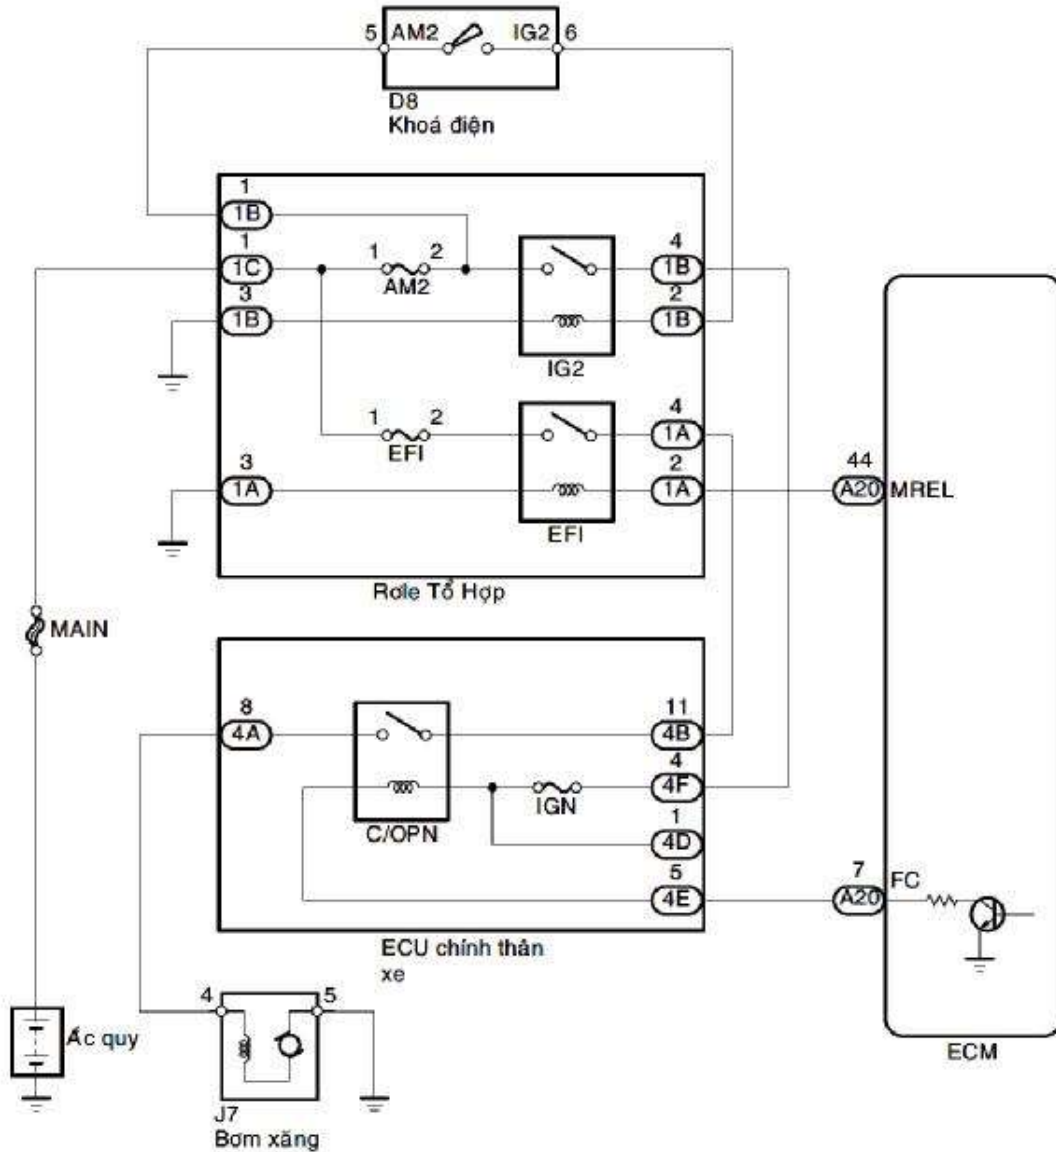 5 AM2 IG2 6
D8
Khoá điện
1
1B
1
1C
1 2
AM2
4
1B
3
1B
2
1B
IG2
1 2
EFI
4
1A
3
1A
2
1A
EFI
44
A20 MREL
Rơle Tổ Hợp
MAIN
8
4A
11
4B
4
4F
IGN
C/OPN
1
4D
5
4E
7
A20 FC
ECU chính thân
xe
Ắc quy
4 5
ECM
J7
Bơm xăng